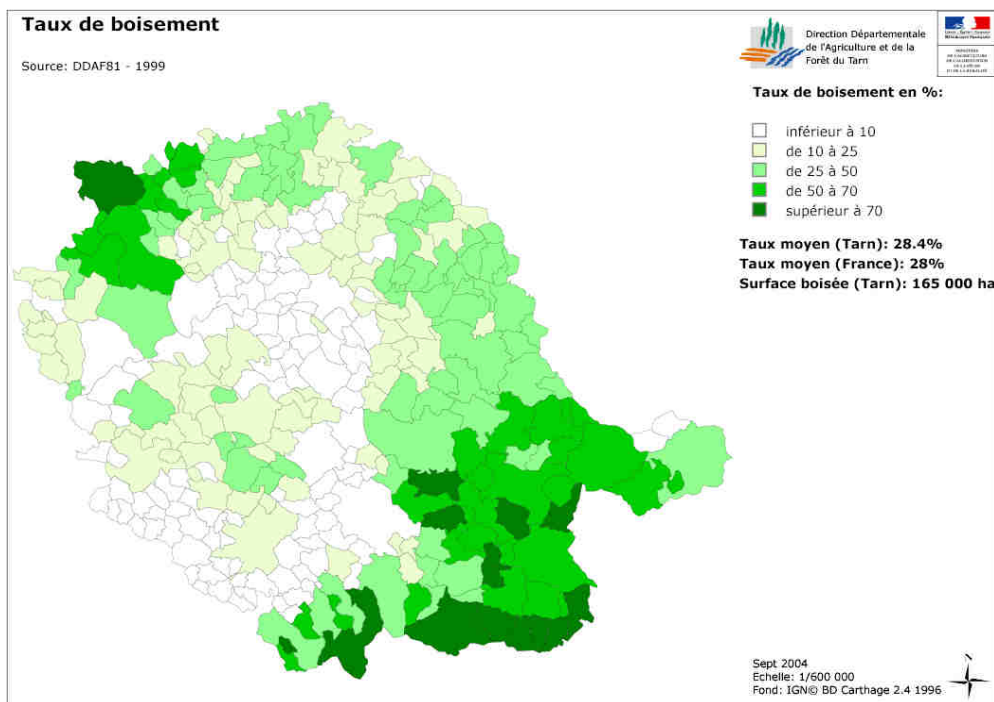 Taux de boisement
Source: DDAF81 - 1999
Direction Départementale
de l'Agriculture et de la
Forêt du Tarn
Taux de boisement en %:
inférieur à 10
de 10 à 25
de 25 à 50
de 50 à 70
supérieur à 70
Taux moyen (Tarn): 28.4%
Taux moyen (France): 28%
Surface boisée (Tarn): 165 000 ha
Sept 2004
Echelle: 1/600 000
Fond: IGN© BD Carthage 2.4 1996
N